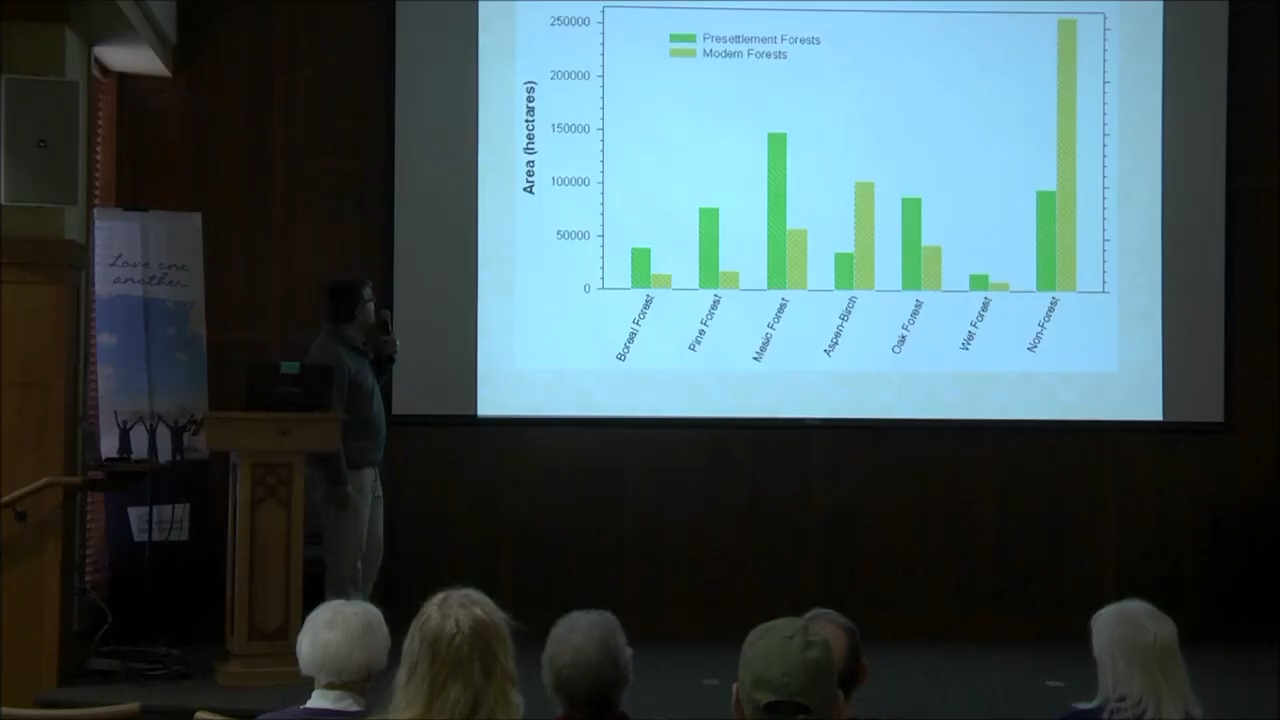 250000
200000
150000
100000
50000
0
Area (hectares)
Presettlement Forests
Modern Forests
Boreal Forest
Pine Forest
Mesic Forest
Aspen-Birch
Oak Forest
Wet Forest
Non-Forest
Love one
another